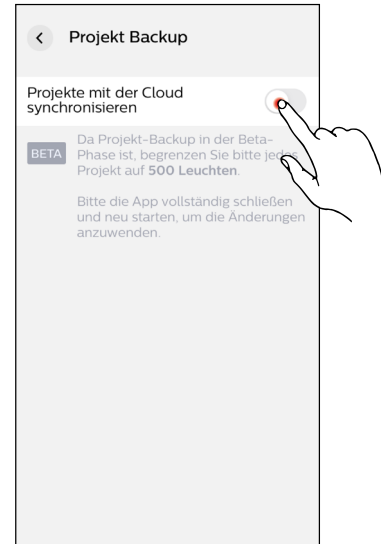 Projekt Backup
Projekte mit der Cloud
synchronisieren
BETA
Da Projekt-Backup in der Beta-
Phase ist, begrenzen Sie bitte jedes
Projekt auf 500 Leuchten.
Bitte die App vollständig schließen
und neu starten, um die Änderungen
anzuwenden.